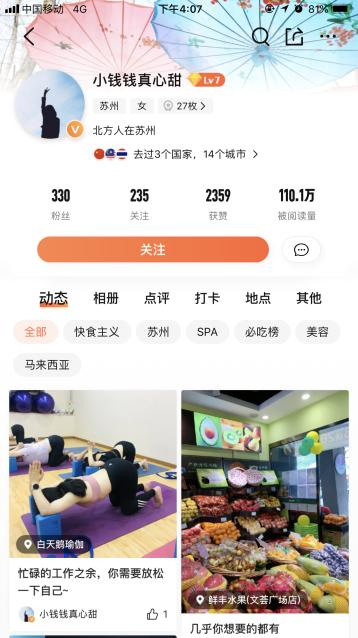 中国移动 4G 下午4:07 81%
小钱钱真心甜 Lv7
苏州 女 27枚
北方人在苏州
去过3个国家，14个城市
330 235 2359 110.1万
粉丝 关注 获赞 被阅读量
关注
动态 相册 点评 打卡 地点 其他
全部 快食主义 苏州 SPA 必吃榜 美容
马来西亚
白天鹅瑜伽
忙碌的工作之余，你需要放松
一下自己~
小钱钱真心甜 1
鲜丰水果(文荟广场店)
几乎你想要的都有